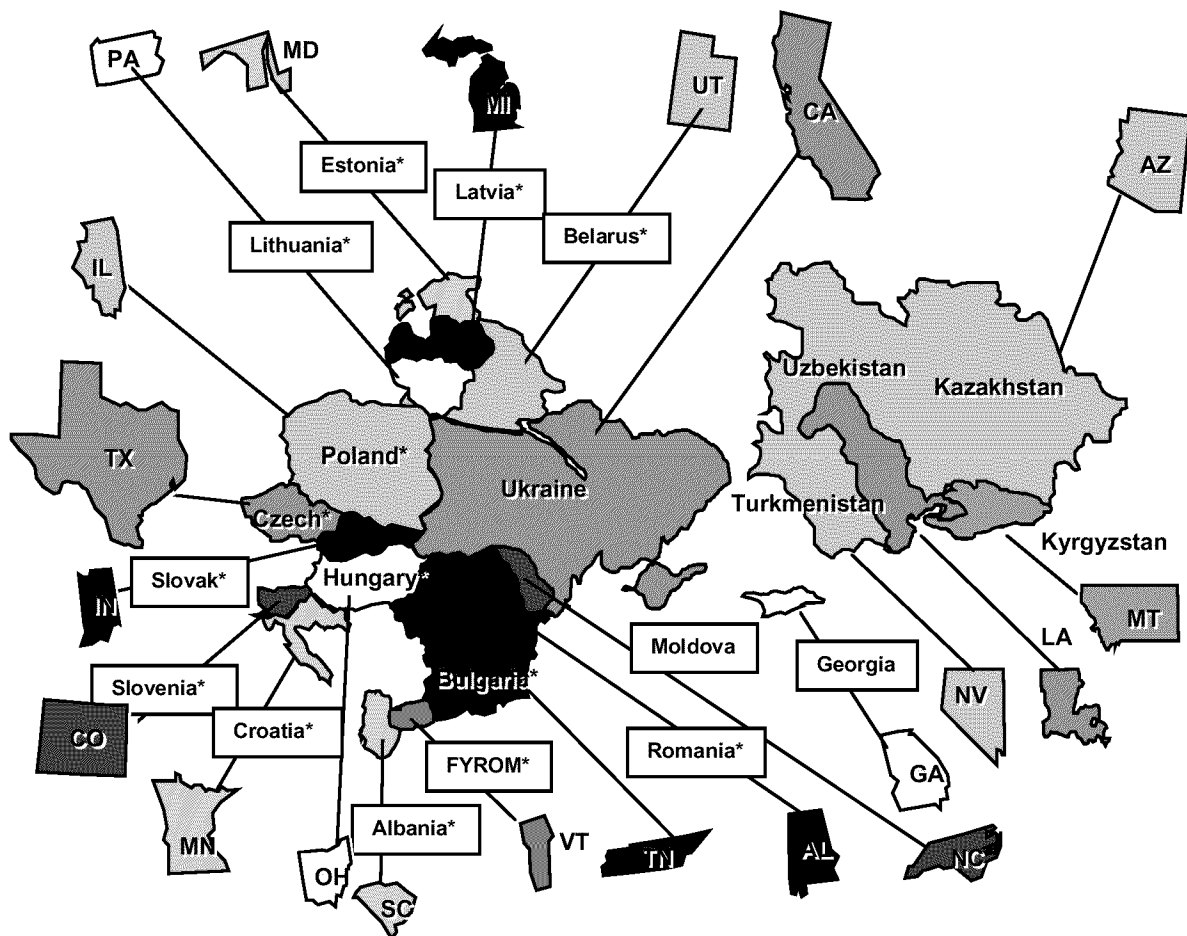 PA
MD
MI
UT
CA
AZ
Estonia*
Latvia*
Lithuania*
Belarus*
IL
Uzbekistan
Kazakhstan
TX
Poland*
Ukraine
Turkmenistan
Czech*
Kyrgyzstan
Slovak*
Hungary*
IN
MT
LA
Moldova
Georgia
Bulgaria*
Slovenia*
NV
CO
Croatia*
Romania*
FYROM*
GA
Albania*
MN
VT
TN
AL
NC
OH
SC